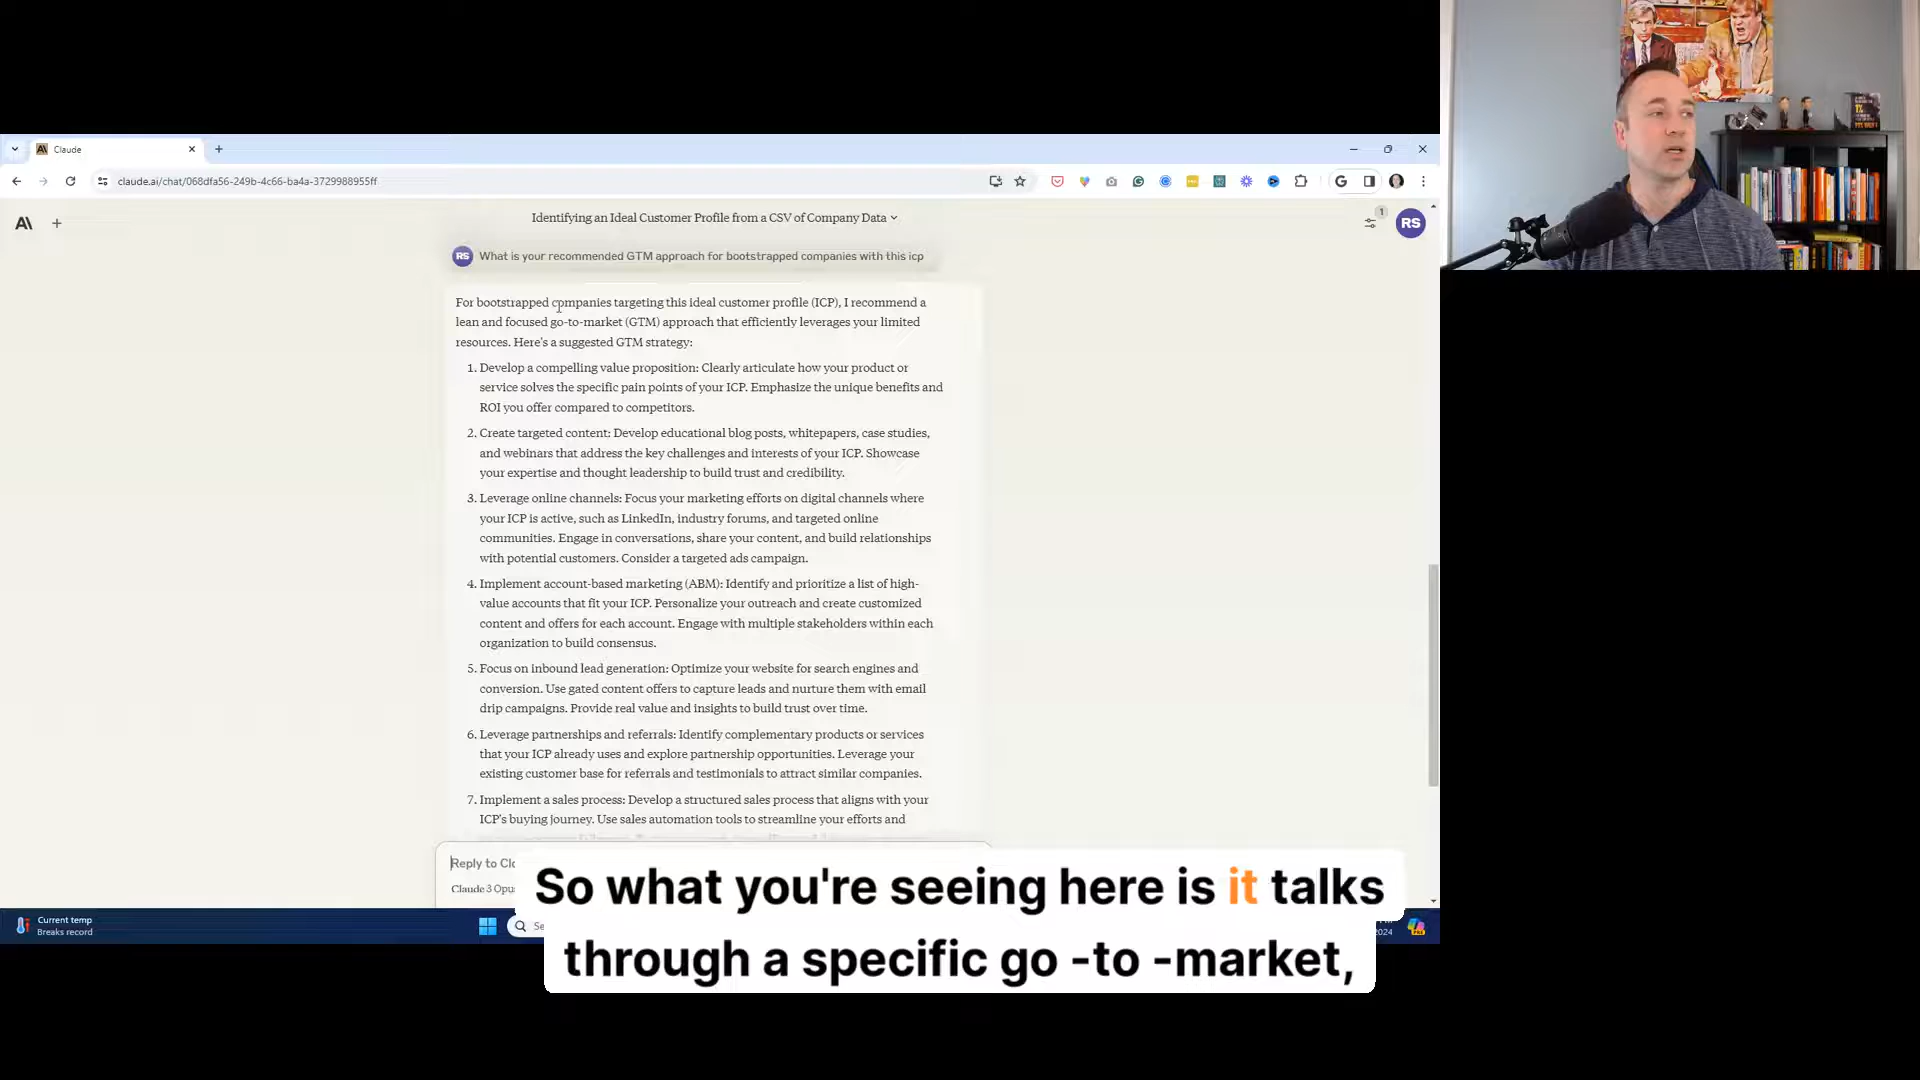 Claude
claude.ai/chat/068dfa56-249b-4c66-ba4a-3729988955ff
Identifying an Ideal Customer Profile from a CSV of Company Data
1
RS
RS What is your recommended GTM approach for bootstrapped companies with this icp
For bootstrapped companies targeting this ideal customer profile (ICP), I recommend a
lean and focused go-to-market (GTM) approach that efficiently leverages your limited
resources. Here's a suggested GTM strategy:
1. Develop a compelling value proposition: Clearly articulate how your product or
service solves the specific pain points of your ICP. Emphasize the unique benefits and
ROI you offer compared to competitors.
2. Create targeted content: Develop educational blog posts, whitepapers, case studies,
and webinars that address the key challenges and interests of your ICP. Showcase
your expertise and thought leadership to build trust and credibility.
3. Leverage online channels: Focus your marketing efforts on digital channels where
your ICP is active, such as LinkedIn, industry forums, and targeted online
communities. Engage in conversations, share your content, and build relationships
with potential customers. Consider a targeted ads campaign.
4. Implement account-based marketing (ABM): Identify and prioritize a list of high-
value accounts that fit your ICP. Personalize your outreach and create customized
content and offers for each account. Engage with multiple stakeholders within each
organization to build consensus.
5. Focus on inbound lead generation: Optimize your website for search engines and
conversion. Use gated content offers to capture leads and nurture them with email
drip campaigns. Provide real value and insights to build trust over time.
6. Leverage partnerships and referrals: Identify complementary products or services
that your ICP already uses and explore partnership opportunities. Leverage your
existing customer base for referrals and testimonials to attract similar companies.
7. Implement a sales process: Develop a structured sales process that aligns with your
ICP's buying journey. Use sales automation tools to streamline your efforts and
Reply to Cl
Claude 3 Opu
So what you're seeing here is it talks
through a specific go -to -market,
Current temp
Breaks record
Se
2024